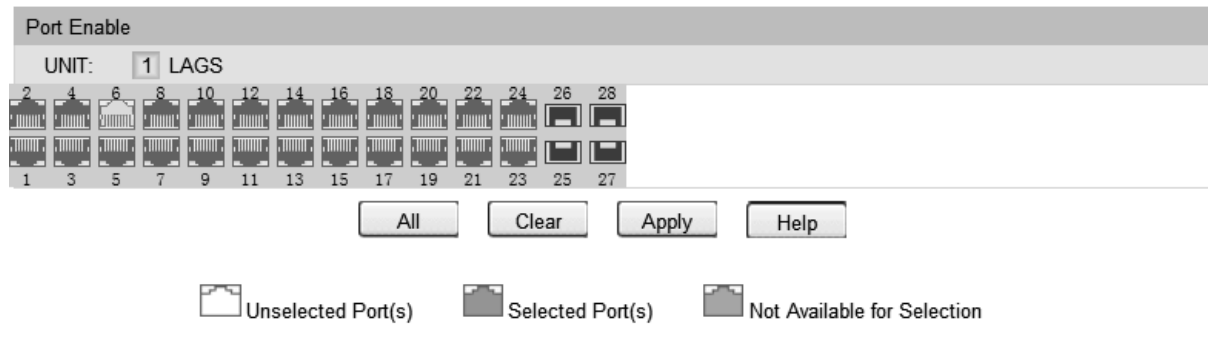 Port Enable
UNIT: 1 LAGS
2 4 6 8 10 12 14 16 18 20 22 24 26 28
1 3 5 7 9 11 13 15 17 19 21 23 25 27
All Clear Apply Help
Unselected Port(s) Selected Port(s) Not Available for Selection